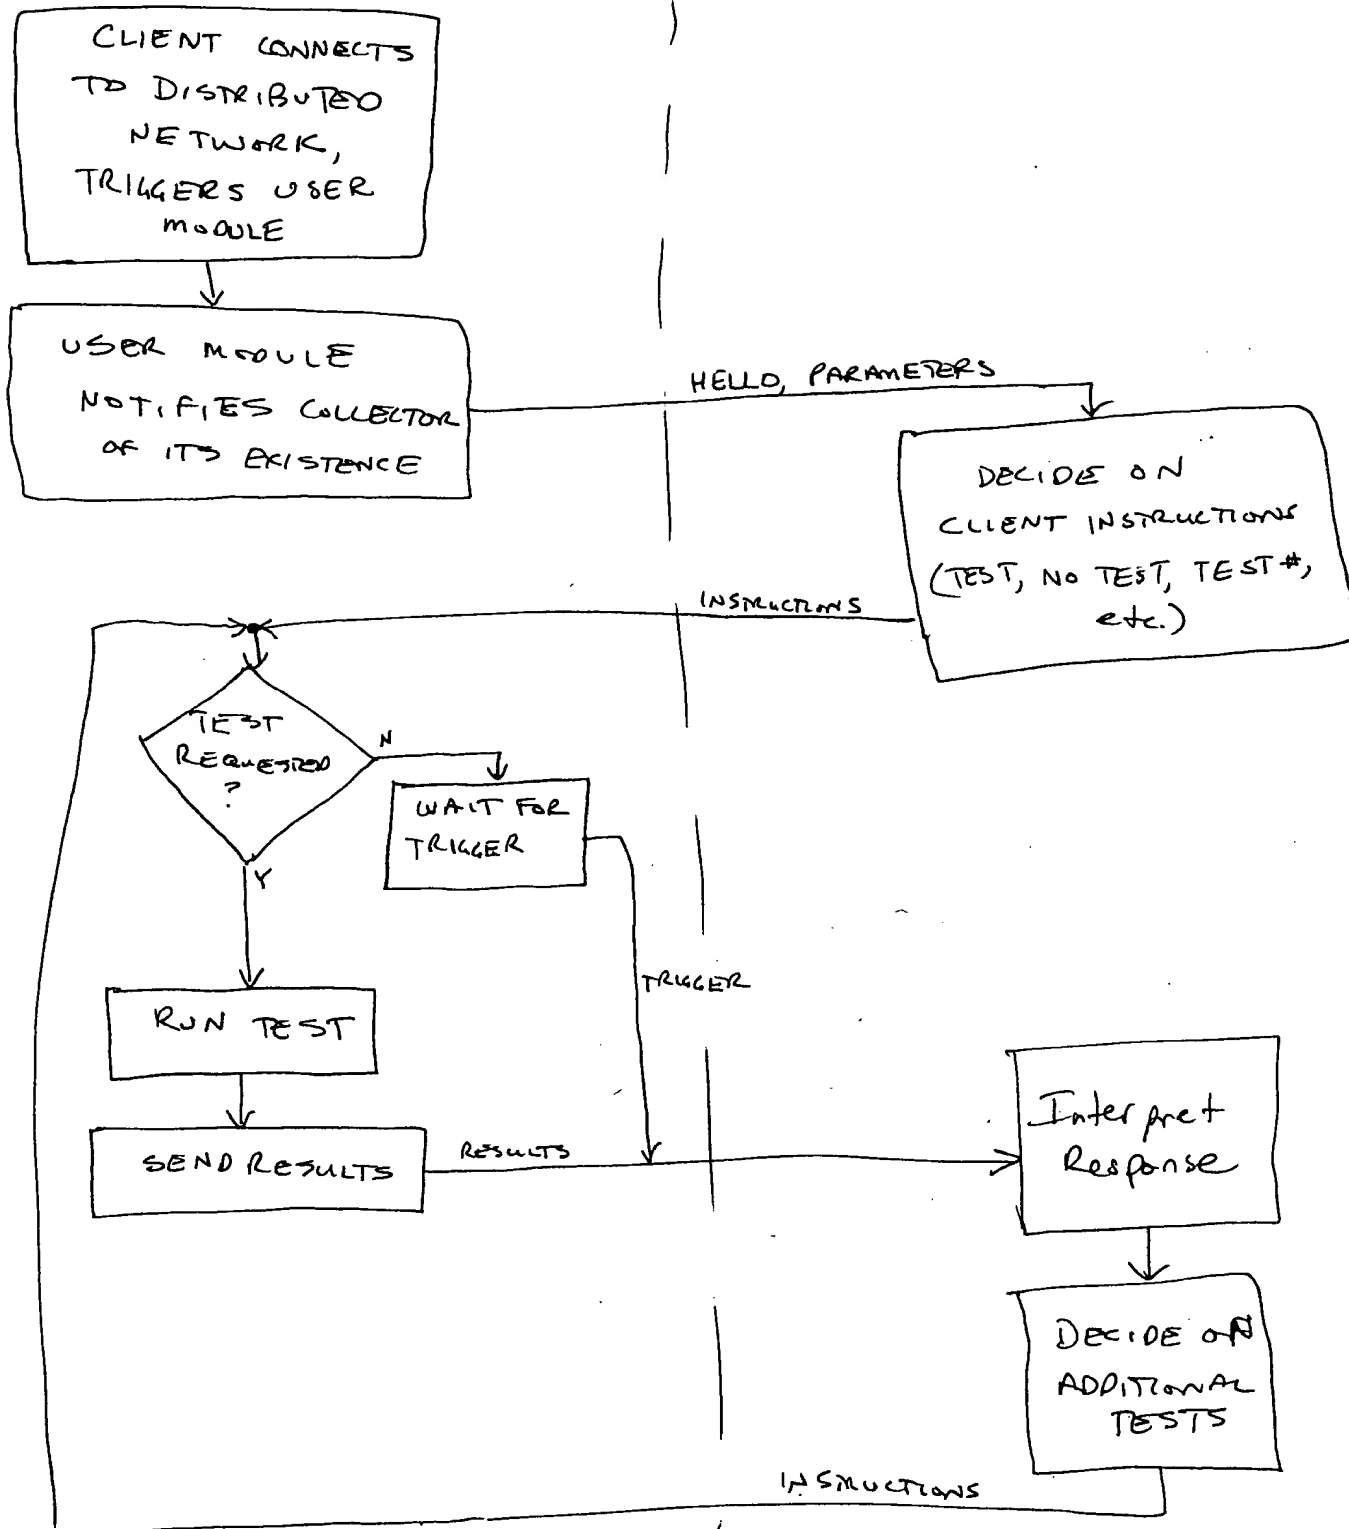 CLIENT CONNECTS
TO DISTRIBUTED
NETWORK,
TRIGGERS USER
MODULE
USER MODULE
NOTIFIES COLLECTOR
OF ITS EXISTENCE
HELLO, PARAMETERS
DECIDE ON
CLIENT INSTRUCTIONS
(TEST, NO TEST, TEST #,
etc.)
INSTRUCTIONS
TEST
REQUESTED
?
N
WAIT FOR
TRIGGER
Y
TRIGGER
RUN TEST
SEND RESULTS
RESULTS
Interpret
Response
DECIDE ON
ADDITIONAL
TESTS
INSTRUCTIONS